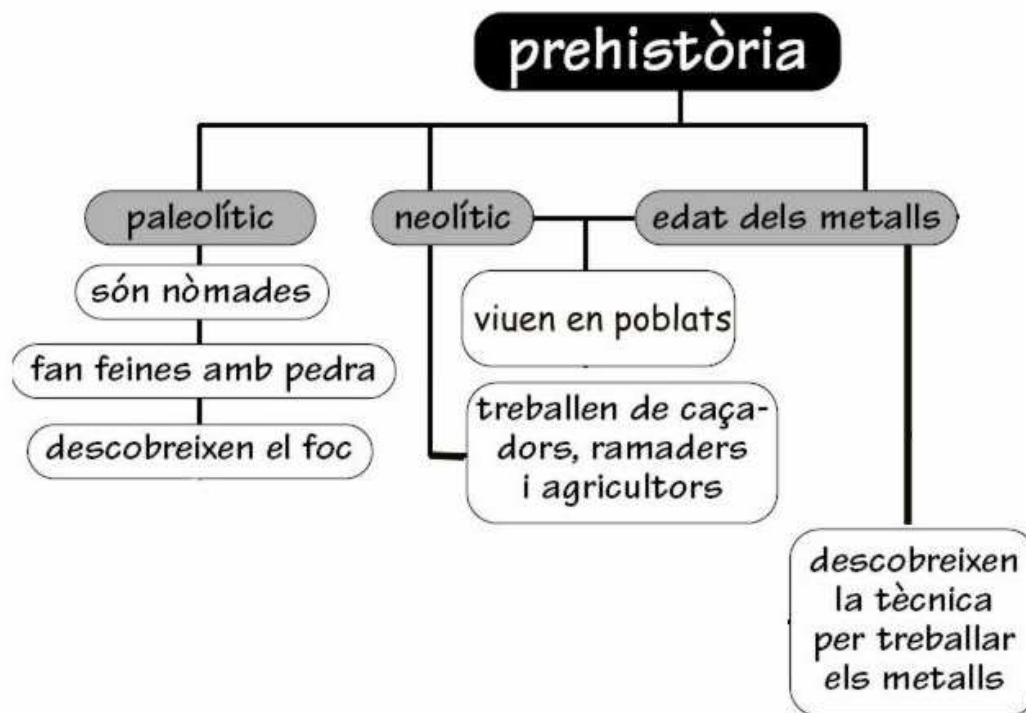 prehistòria
paleolític
neolític
edat dels metalls
són nòmades
fan feines amb pedra
descobreixen el foc
viuen en poblats
treballen de caça-
dors, ramaders
i agricultors
descobreixen
la tècnica
per treballar
els metalls